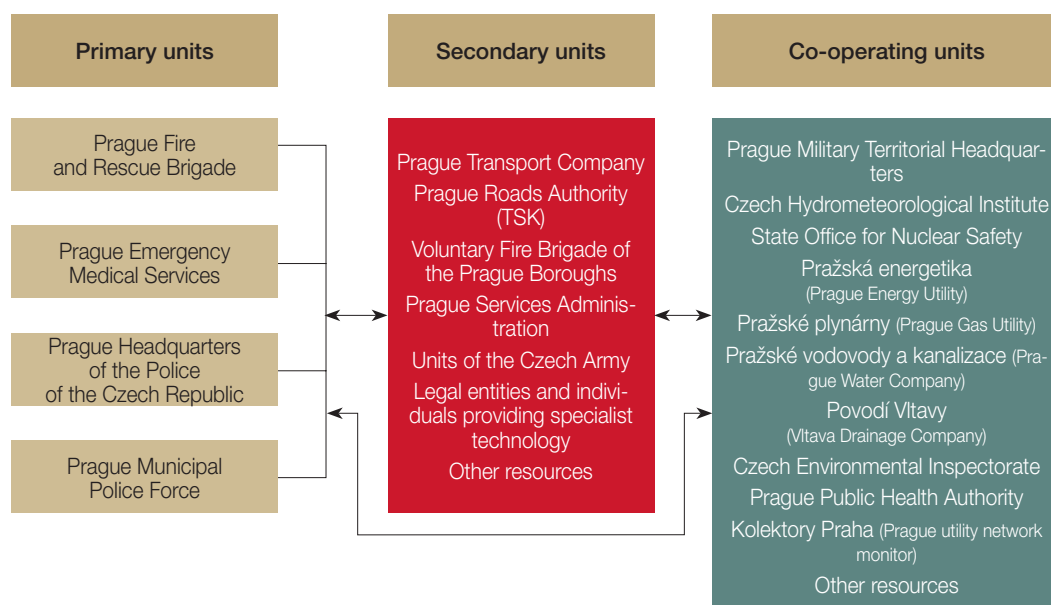 Primary units
Secondary units
Co-operating units
Prague Fire
and Rescue Brigade
Prague Emergency
Medical Services
Prague Headquarters
of the Police
of the Czech Republic
Prague Municipal
Police Force
Prague Transport Company
Prague Roads Authority
(TSK)
Voluntary Fire Brigade of
the Prague Boroughs
Prague Services Adminis-
tration
Units of the Czech Army
Legal entities and indivi-
duals providing specialist
technology
Other resources
Prague Military Territorial Headquar-
ters
Czech Hydrometeorological Institute
State Office for Nuclear Safety
Pražská energetika
(Prague Energy Utility)
Pražské plynárny (Prague Gas Utility)
Pražské vodovody a kanalizace (Pra-
gue Water Company)
Povodí Vltavy
(Vltava Drainage Company)
Czech Environmental Inspectorate
Prague Public Health Authority
Kolektory Praha (Prague utility network
monitor)
Other resources